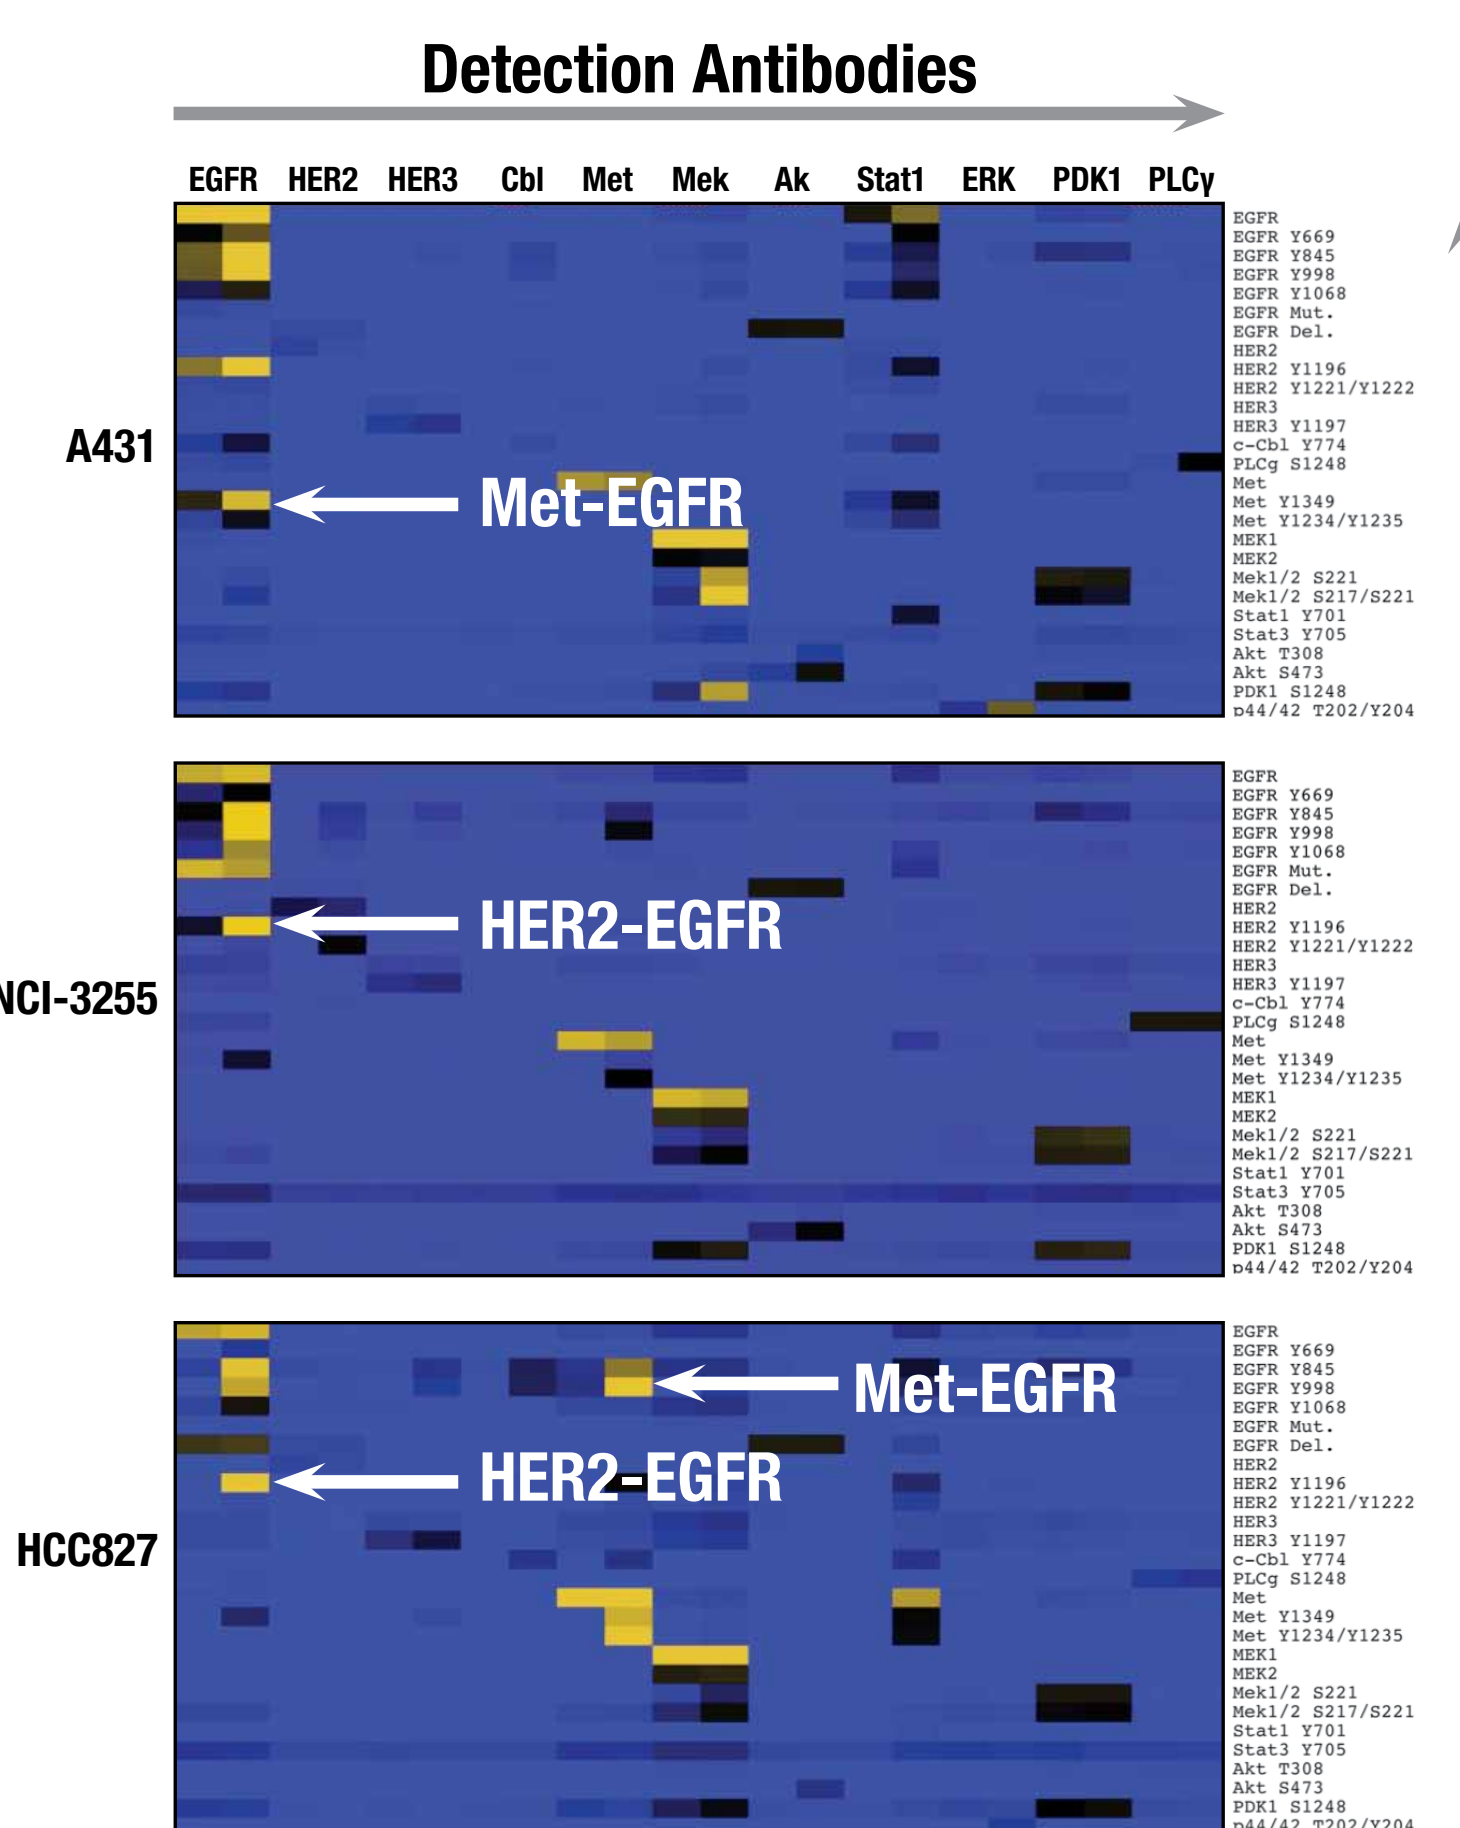 Detection Antibodies
EGFR HER2 HER3 Cbl Met Mek Ak Stat1 ERK PDK1 PLCγ
A431
Met-EGFR
EGFR
EGFR Y669
EGFR Y845
EGFR Y998
EGFR Y1068
EGFR Mut.
EGFR Del.
HER2
HER2 Y1196
HER2 Y1221/Y1222
HER3
HER3 Y1197
c-Cbl Y774
PLCg S1248
Met
Met Y1349
Met Y1234/Y1235
MEK1
MEK2
Mek1/2 S221
Mek1/2 S217/S221
Stat1 Y701
Stat3 Y705
Akt T308
Akt S473
PDK1 S1248
p44/42 T202/Y204
NCI-3255
HER2-EGFR
EGFR
EGFR Y669
EGFR Y845
EGFR Y998
EGFR Y1068
EGFR Mut.
EGFR Del.
HER2
HER2 Y1196
HER2 Y1221/Y1222
HER3
HER3 Y1197
c-Cbl Y774
PLCg S1248
Met
Met Y1349
Met Y1234/Y1235
MEK1
MEK2
Mek1/2 S221
Mek1/2 S217/S221
Stat1 Y701
Stat3 Y705
Akt T308
Akt S473
PDK1 S1248
p44/42 T202/Y204
HCC827
Met-EGFR
HER2-EGFR
EGFR
EGFR Y669
EGFR Y845
EGFR Y998
EGFR Y1068
EGFR Mut.
EGFR Del.
HER2
HER2 Y1196
HER2 Y1221/Y1222
HER3
HER3 Y1197
c-Cbl Y774
PLCg S1248
Met
Met Y1349
Met Y1234/Y1235
MEK1
MEK2
Mek1/2 S221
Mek1/2 S217/S221
Stat1 Y701
Stat3 Y705
Akt T308
Akt S473
PDK1 S1248
p44/42 T202/Y204